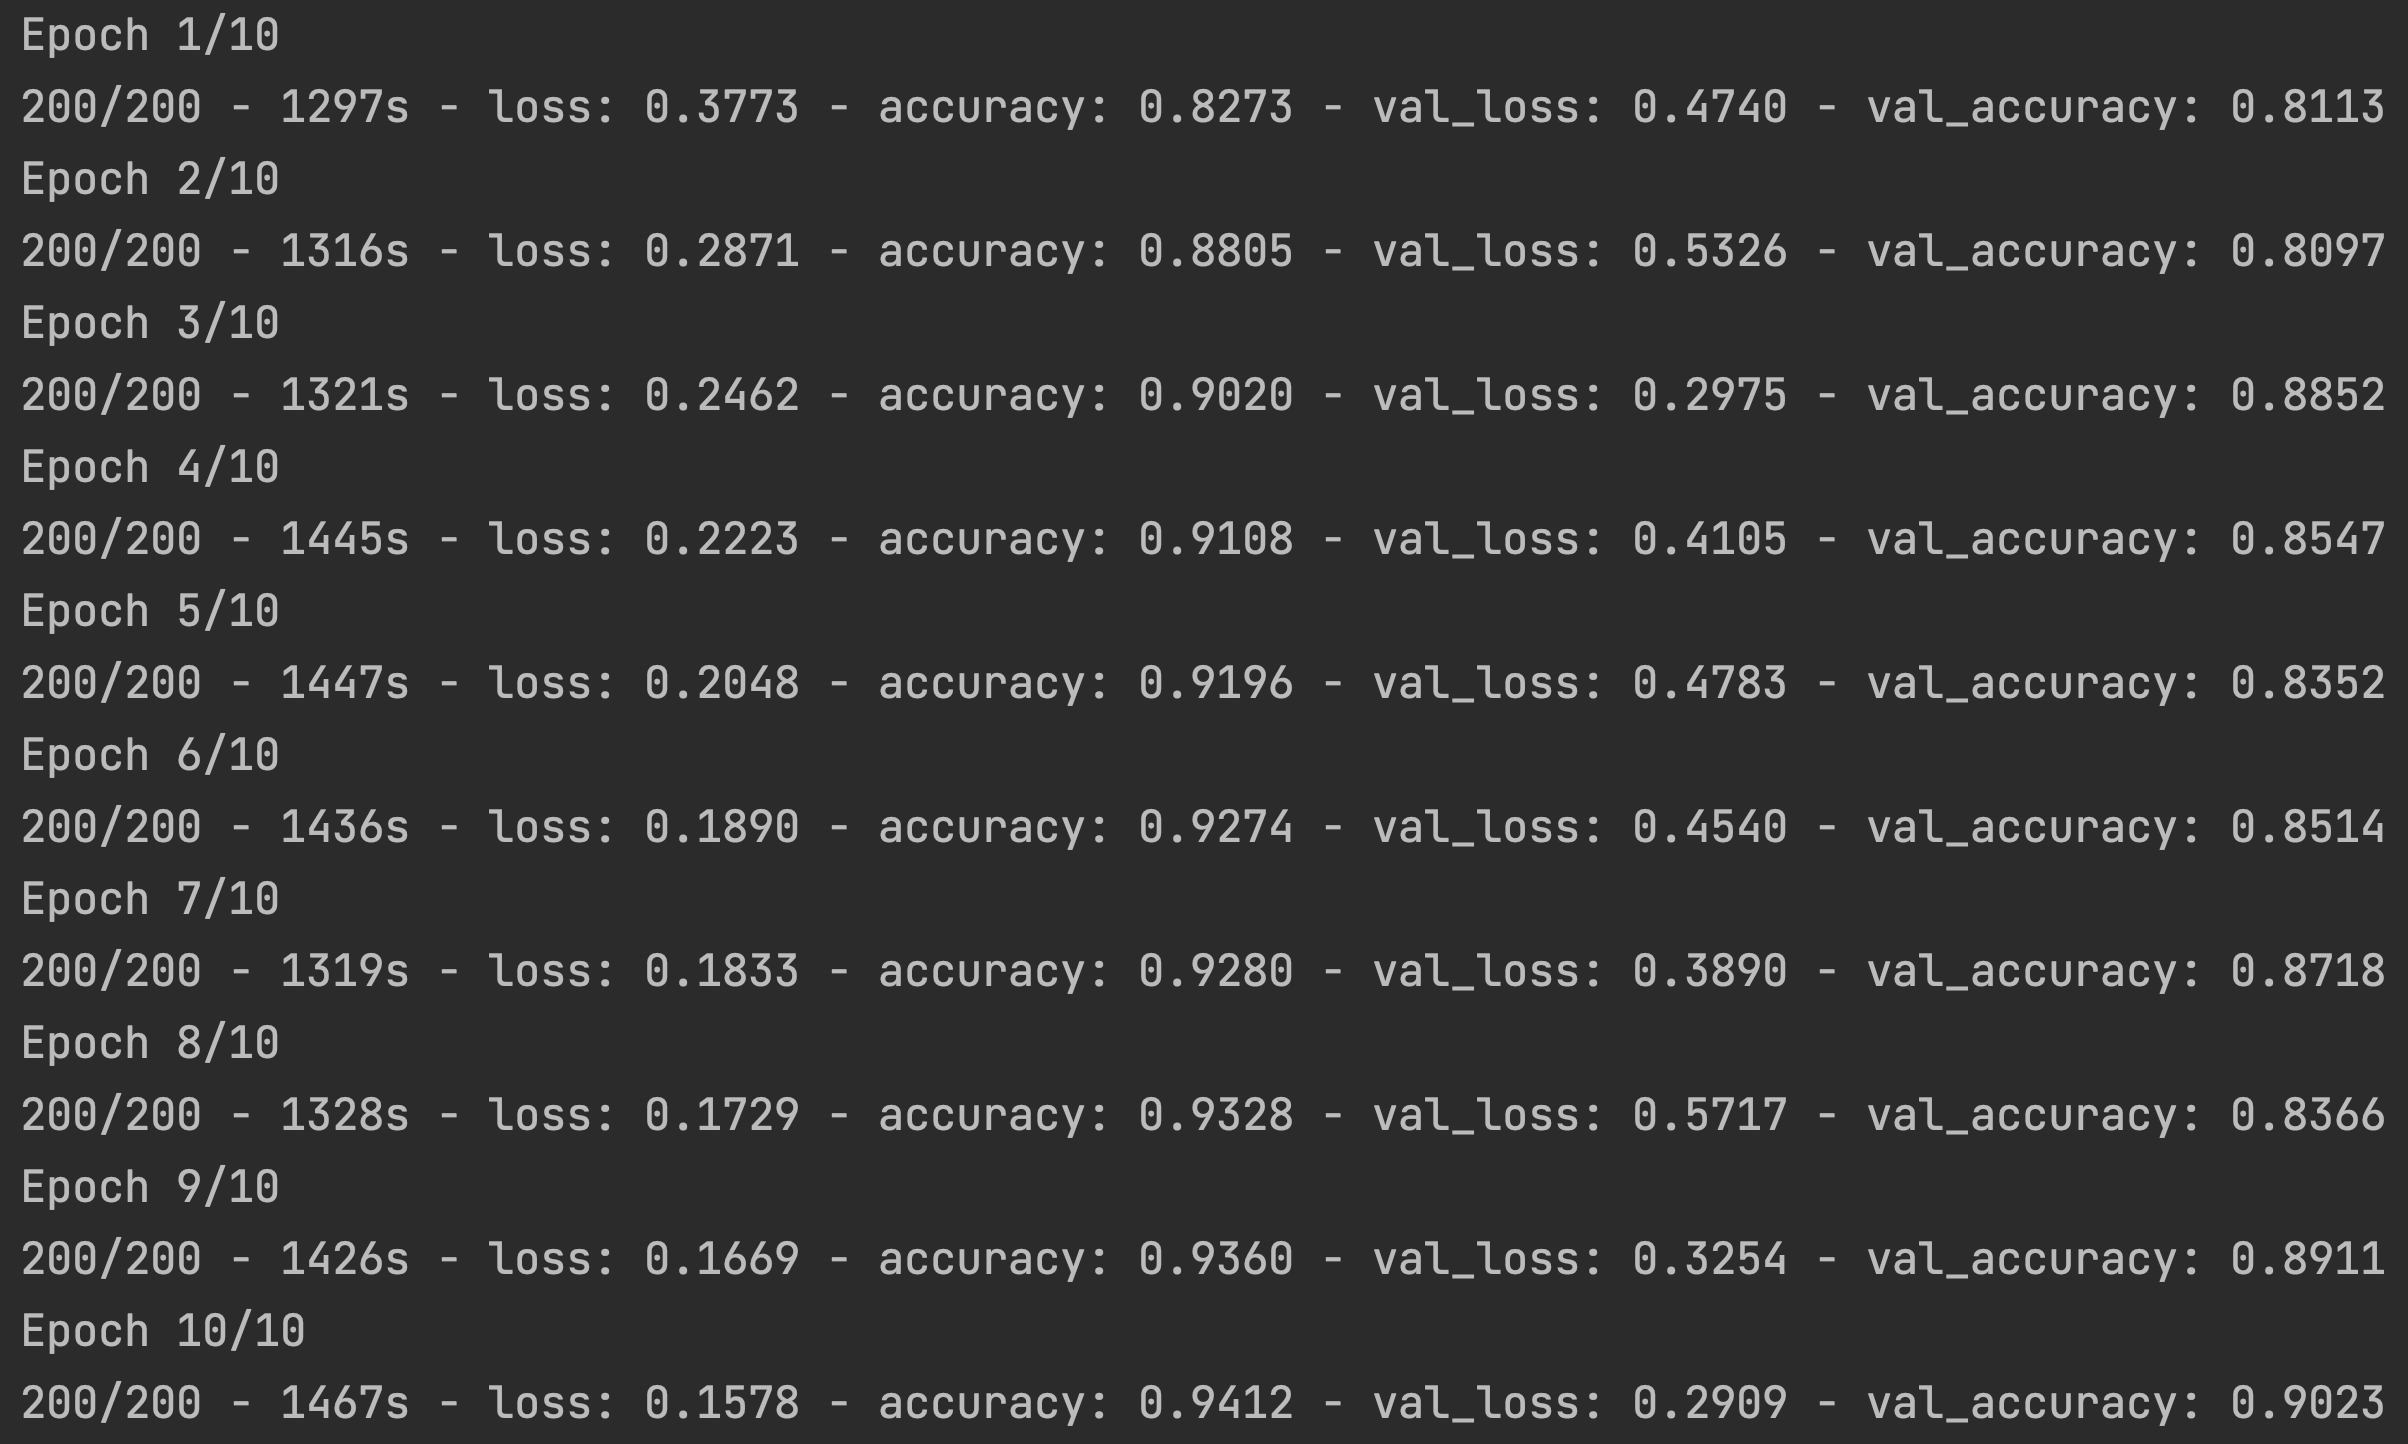 Epoch 1/10
200/200 - 1297s - loss: 0.3773 - accuracy: 0.8273 - val_loss: 0.4740 - val_accuracy: 0.8113
Epoch 2/10
200/200 - 1316s - loss: 0.2871 - accuracy: 0.8805 - val_loss: 0.5326 - val_accuracy: 0.8097
Epoch 3/10
200/200 - 1321s - loss: 0.2462 - accuracy: 0.9020 - val_loss: 0.2975 - val_accuracy: 0.8852
Epoch 4/10
200/200 - 1445s - loss: 0.2223 - accuracy: 0.9108 - val_loss: 0.4105 - val_accuracy: 0.8547
Epoch 5/10
200/200 - 1447s - loss: 0.2048 - accuracy: 0.9196 - val_loss: 0.4783 - val_accuracy: 0.8352
Epoch 6/10
200/200 - 1436s - loss: 0.1890 - accuracy: 0.9274 - val_loss: 0.4540 - val_accuracy: 0.8514
Epoch 7/10
200/200 - 1319s - loss: 0.1833 - accuracy: 0.9280 - val_loss: 0.3890 - val_accuracy: 0.8718
Epoch 8/10
200/200 - 1328s - loss: 0.1729 - accuracy: 0.9328 - val_loss: 0.5717 - val_accuracy: 0.8366
Epoch 9/10
200/200 - 1426s - loss: 0.1669 - accuracy: 0.9360 - val_loss: 0.3254 - val_accuracy: 0.8911
Epoch 10/10
200/200 - 1467s - loss: 0.1578 - accuracy: 0.9412 - val_loss: 0.2909 - val_accuracy: 0.9023